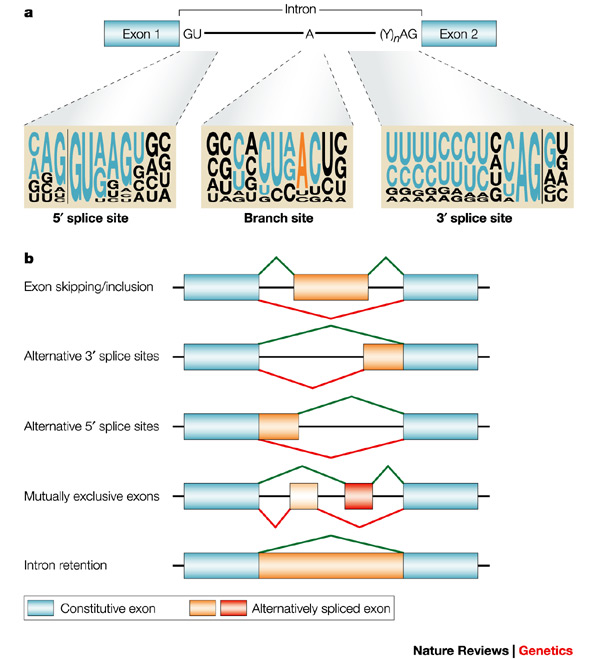 a
Intron
Exon 1 GU A (Y)nAG Exon 2
5′ splice site Branch site 3′ splice site
b
Exon skipping/inclusion
Alternative 3′ splice sites
Alternative 5′ splice sites
Mutually exclusive exons
Intron retention
Constitutive exon Alternatively spliced exon
Nature Reviews | Genetics